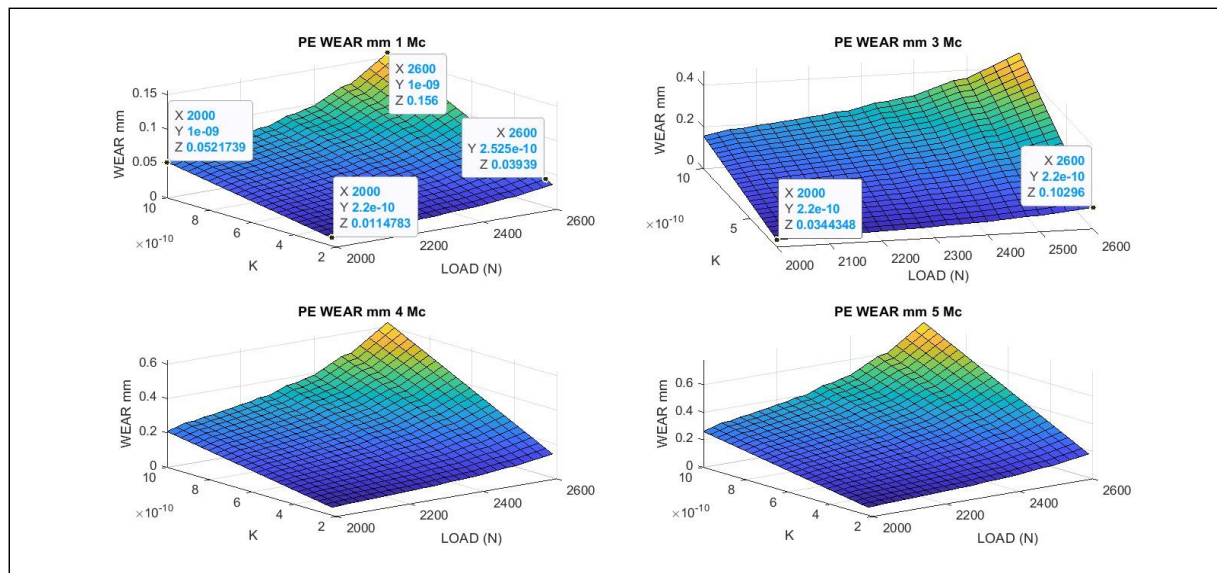 PE WEAR mm 1 Mc
X 2600
Y 1e-09
Z 0.156
X 2000
Y 1e-09
Z 0.0521739
X 2600
Y 2.525e-10
Z 0.03939
X 2000
Y 2.2e-10
Z 0.0114783
WEAR mm
0.15
0.1
0.05
0
10
8
6
4
2
×10⁻¹⁰
K
2000
2200
2400
2600
LOAD (N)
PE WEAR mm 3 Mc
X 2600
Y 2.2e-10
Z 0.10296
X 2000
Y 2.2e-10
Z 0.0344348
WEAR mm
0.4
0.2
0
10
5
×10⁻¹⁰
K
2000
2100
2200
2300
2400
2500
2600
LOAD (N)
PE WEAR mm 4 Mc
WEAR mm
0.6
0.4
0.2
0
10
8
6
4
2
×10⁻¹⁰
K
2000
2200
2400
2600
LOAD (N)
PE WEAR mm 5 Mc
WEAR mm
0.6
0.4
0.2
0
10
8
6
4
2
×10⁻¹⁰
K
2000
2200
2400
2600
LOAD (N)